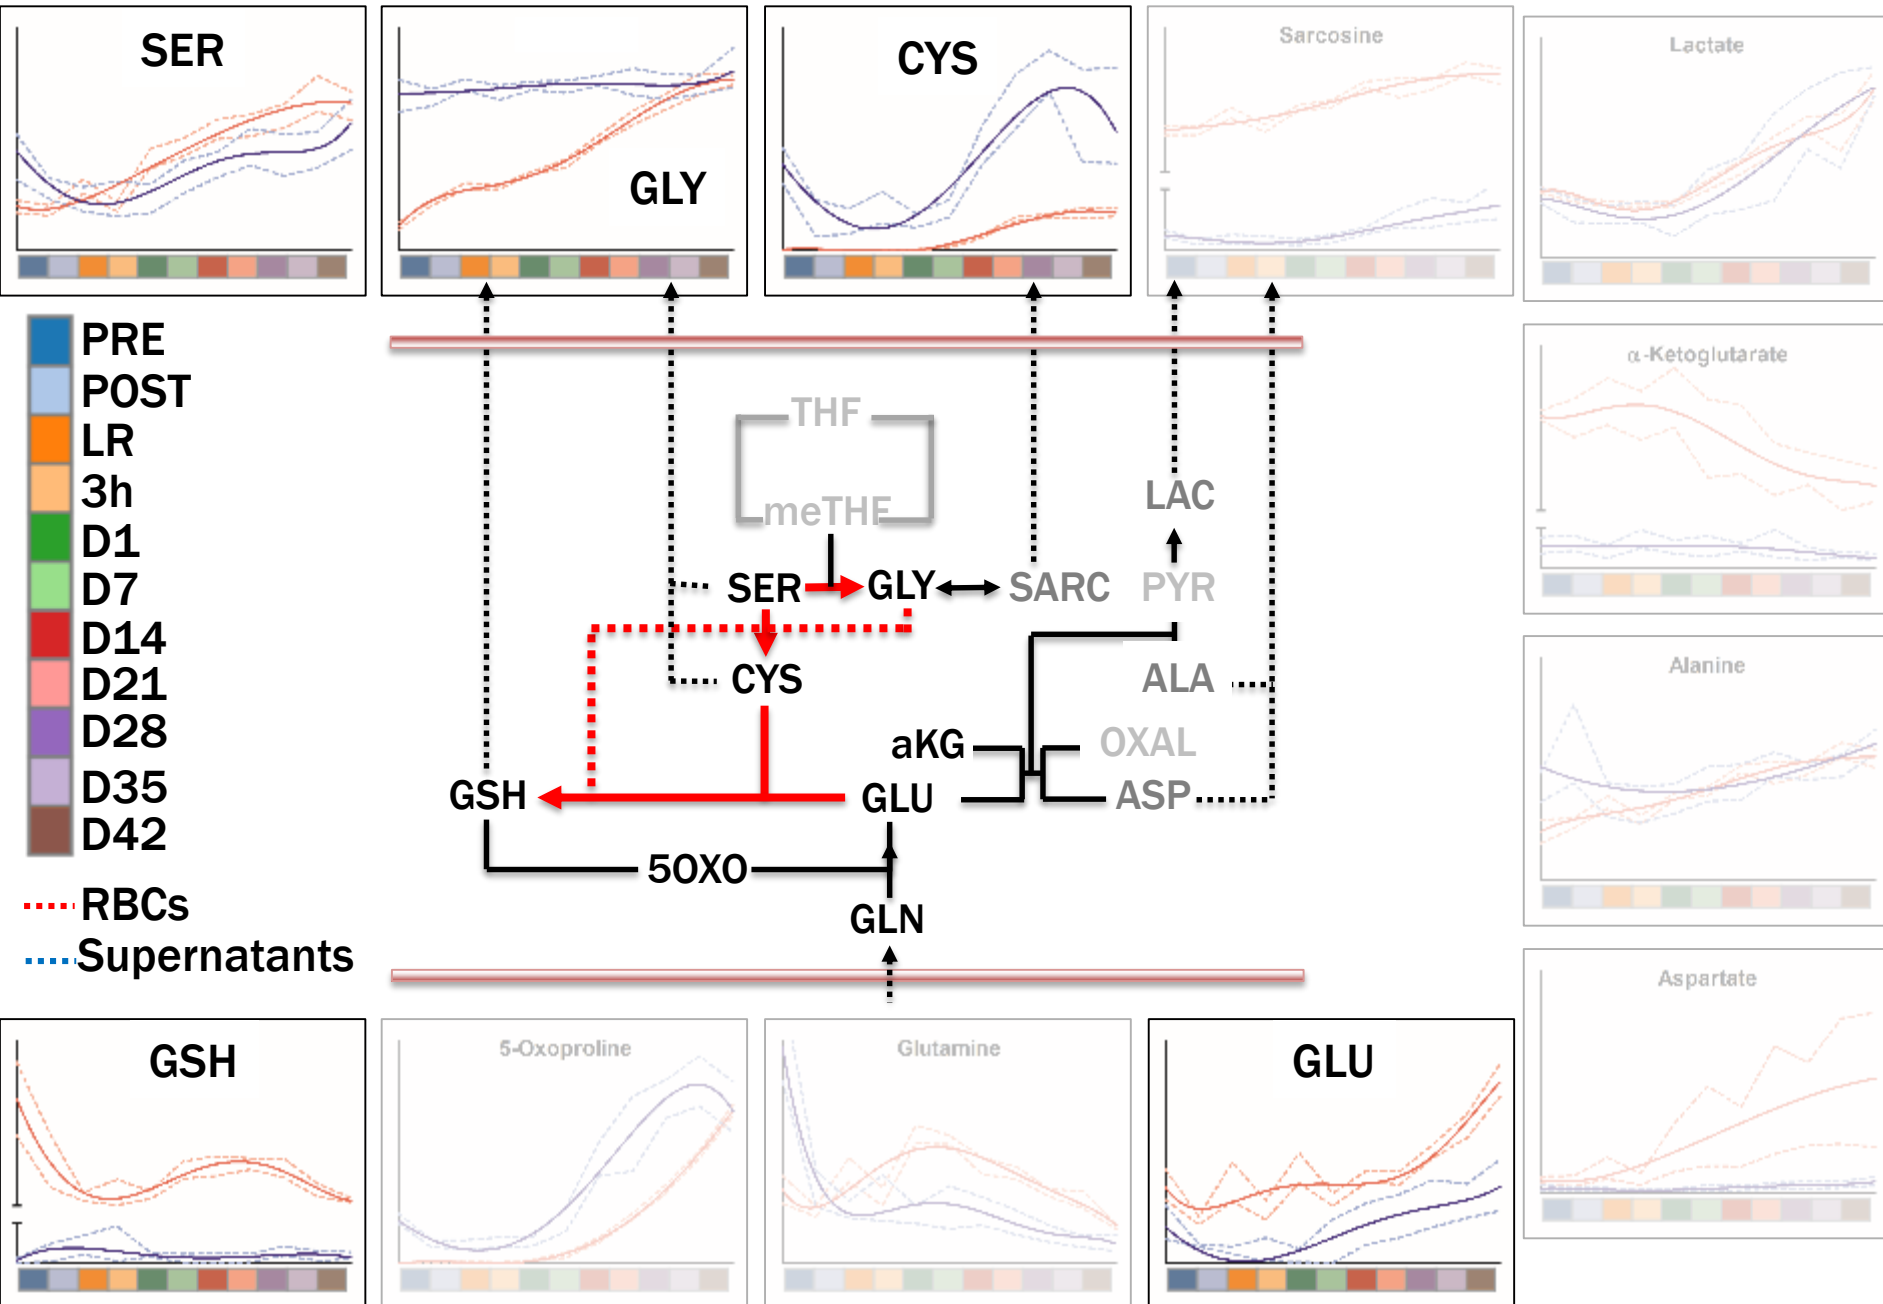 SER
GLY
CYS
Sarcosine
Lactate
PRE
POST
LR
3h
D1
D7
D14
D21
D28
D35
D42
RBCs
Supernatants
THF
meTHF
SER
GLY
SARC
PYR
LAC
CYS
ALA
aKG
OXAL
GSH
GLU
ASP
5OXO
GLN
α-Ketoglutarate
Alanine
Aspartate
GSH
5-Oxoproline
Glutamine
GLU